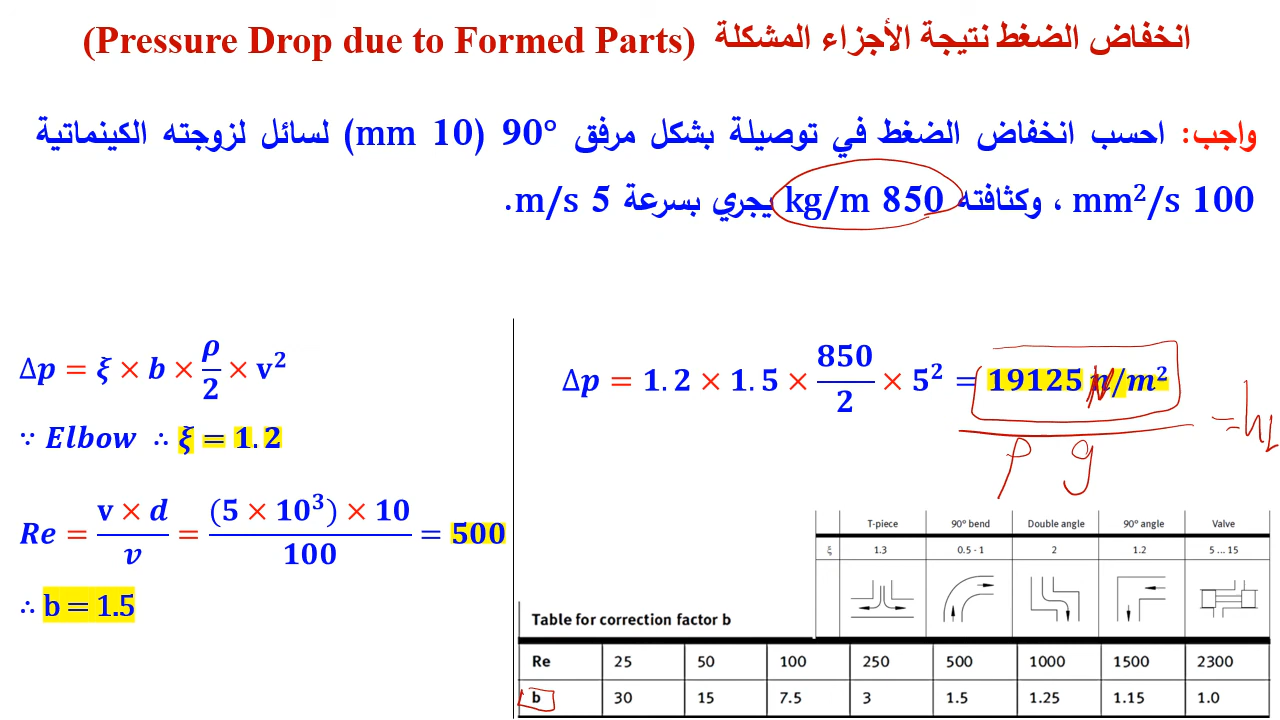 انخفاض الضغط نتيجة الأجزاء المشكلة (Pressure Drop due to Formed Parts)
واجب: احسب انخفاض الضغط في توصيلة بشكل مرفق 90° (10 mm) لسائل لزوجته الكينماتية
100 mm²/s ، وكثافته 850 kg/m يجري بسرعة 5 m/s.
Δp = ξ × b × ρ/2 × v²
∵ Elbow ∴ ξ = 1.2
Re = v × d / ν = (5 × 10³) × 10 / 100 = 500
∴ b = 1.5
Δp = 1.2 × 1.5 × 850/2 × 5² = 19125 N/m²
ρ g
= hL
T-piece 90° bend Double angle 90° angle Valve
ξ 1.3 0.5 - 1 2 1.2 5 ... 15
Table for correction factor b
Re 25 50 100 250 500 1000 1500 2300
b 30 15 7.5 3 1.5 1.25 1.15 1.0